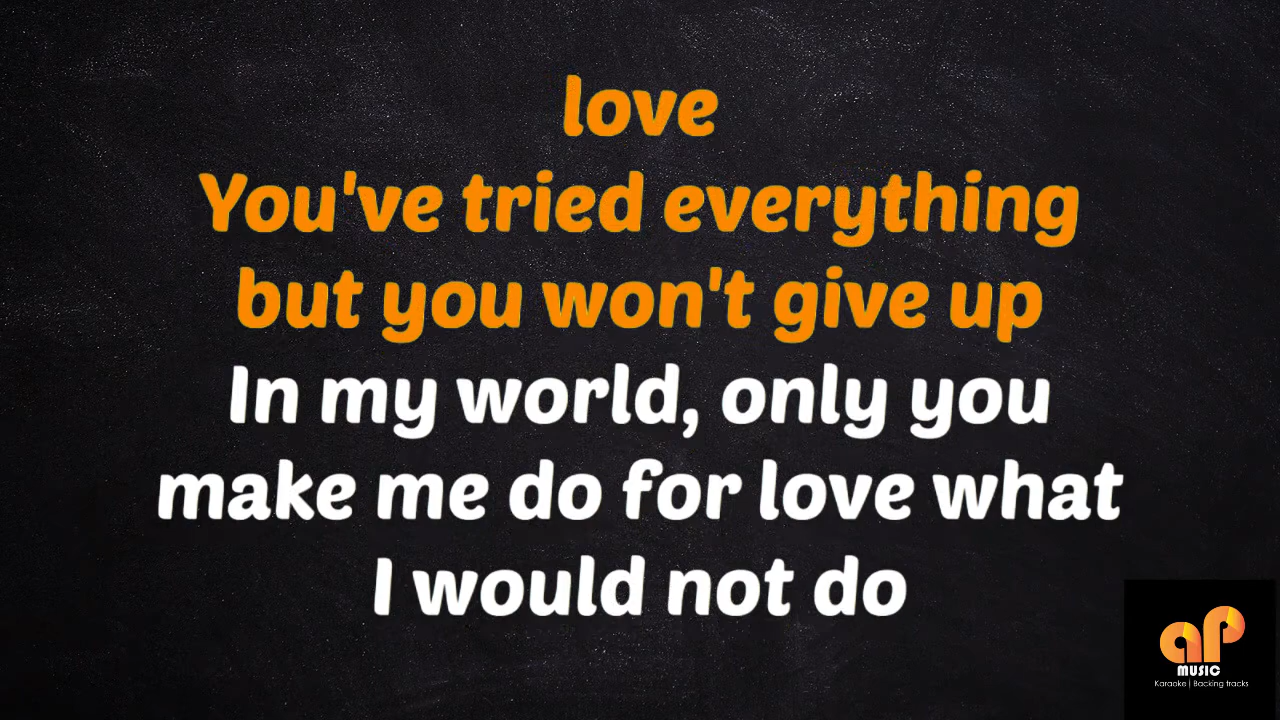 love
You've tried everything
but you won't give up
In my world, only you
make me do for love what
I would not do
ap
MUSIC
Karaoke | Backing tracks